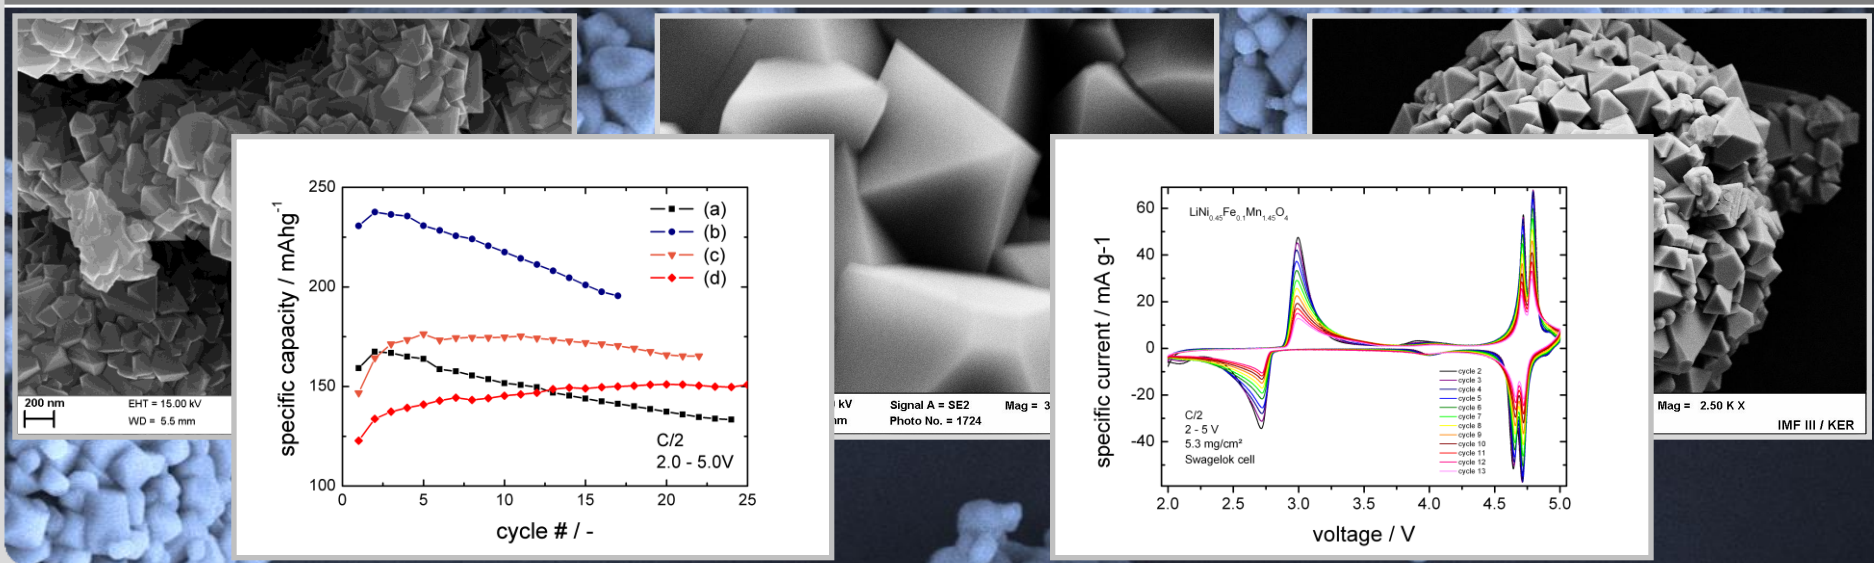 200 nm
EHT = 15.00 kV
WD = 5.5 mm
kV
Signal A = SE2
Mag = 3
nm
Photo No. = 1724
Mag = 2.50 K X
IMF III / KER
specific capacity / mAhg⁻¹
250
200
150
100
0
5
10
15
20
25
cycle # / -
(a)
(b)
(c)
(d)
C/2
2.0 - 5.0V
specific current / mA g-1
60
40
20
0
-20
-40
2.0
2.5
3.0
3.5
4.0
4.5
5.0
voltage / V
LiNi₀.₄₅Fe₀.₁Mn₁.₄₅O₄
C/2
2 - 5 V
5.3 mg/cm²
Swagelok cell
cycle 2
cycle 3
cycle 4
cycle 5
cycle 6
cycle 7
cycle 8
cycle 9
cycle 10
cycle 11
cycle 12
cycle 13